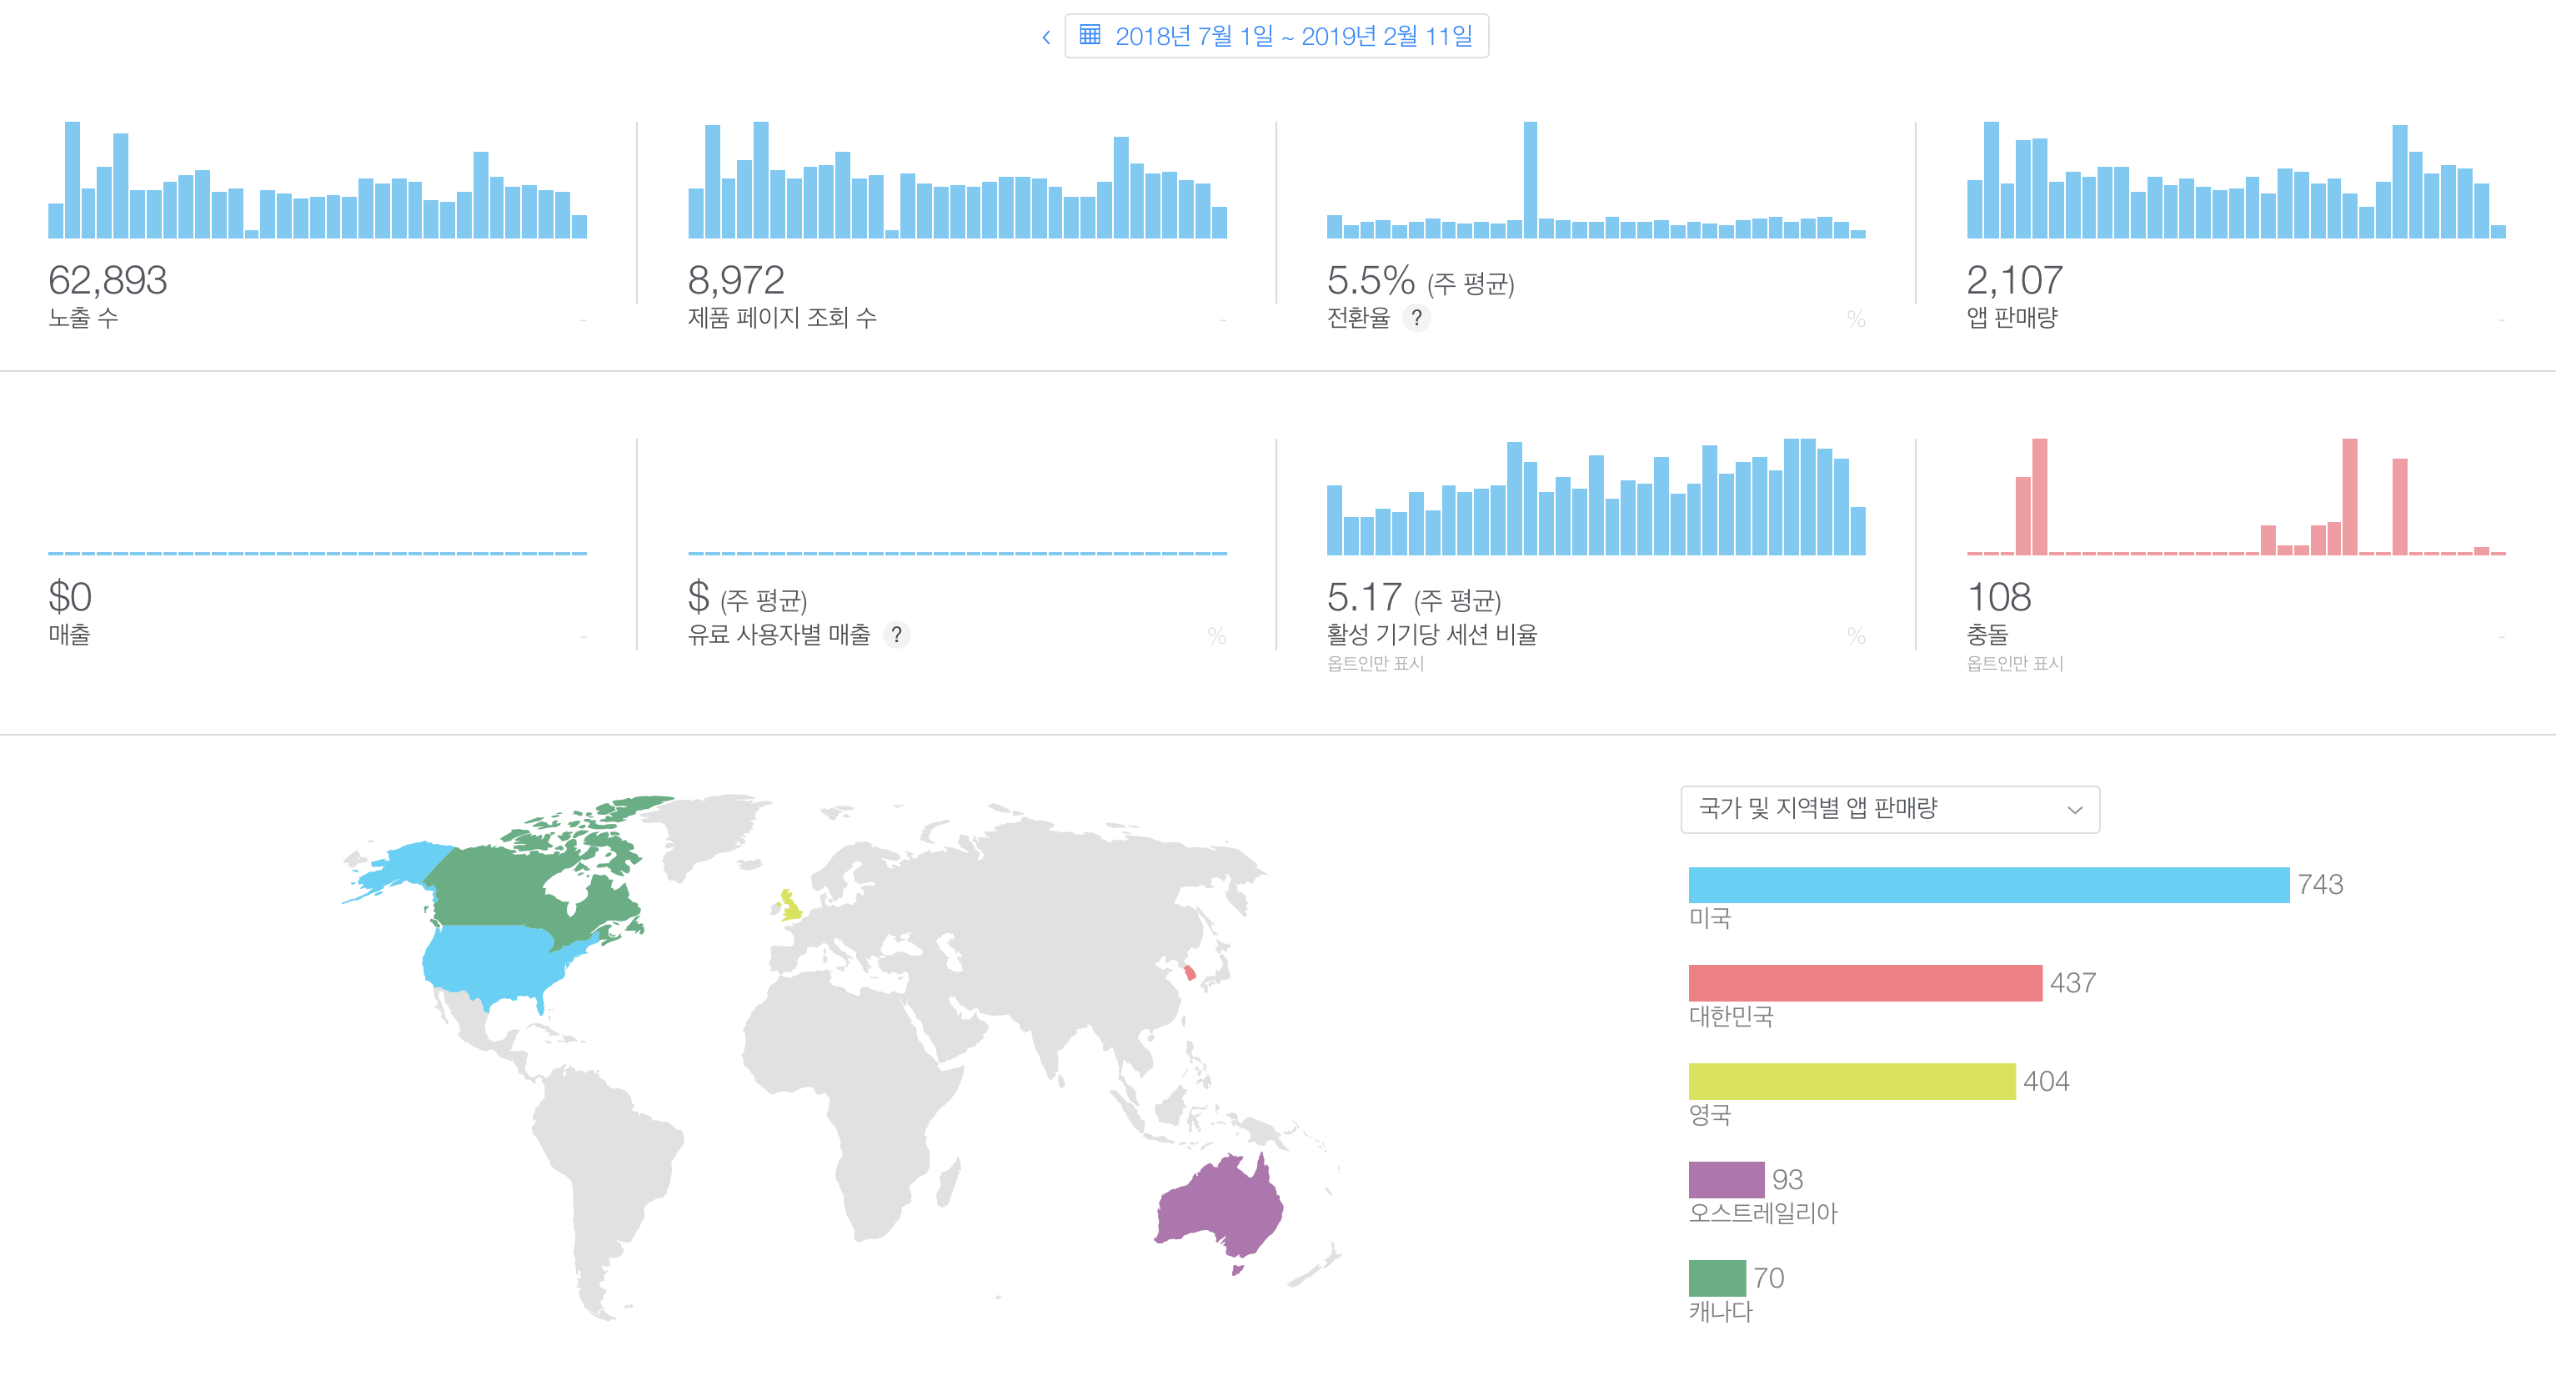 2018년 7월 1일 ~ 2019년 2월 11일
62,893
노출 수
-
8,972
제품 페이지 조회 수
-
5.5% (주 평균)
전환율 ?
%
2,107
앱 판매량
-
$0
매출
-
$ (주 평균)
유료 사용자별 매출 ?
%
5.17 (주 평균)
활성 기기당 세션 비율
%
옵트인만 표시
108
충돌
-
옵트인만 표시
국가 및 지역별 앱 판매량
743
미국
437
대한민국
404
영국
93
오스트레일리아
70
캐나다